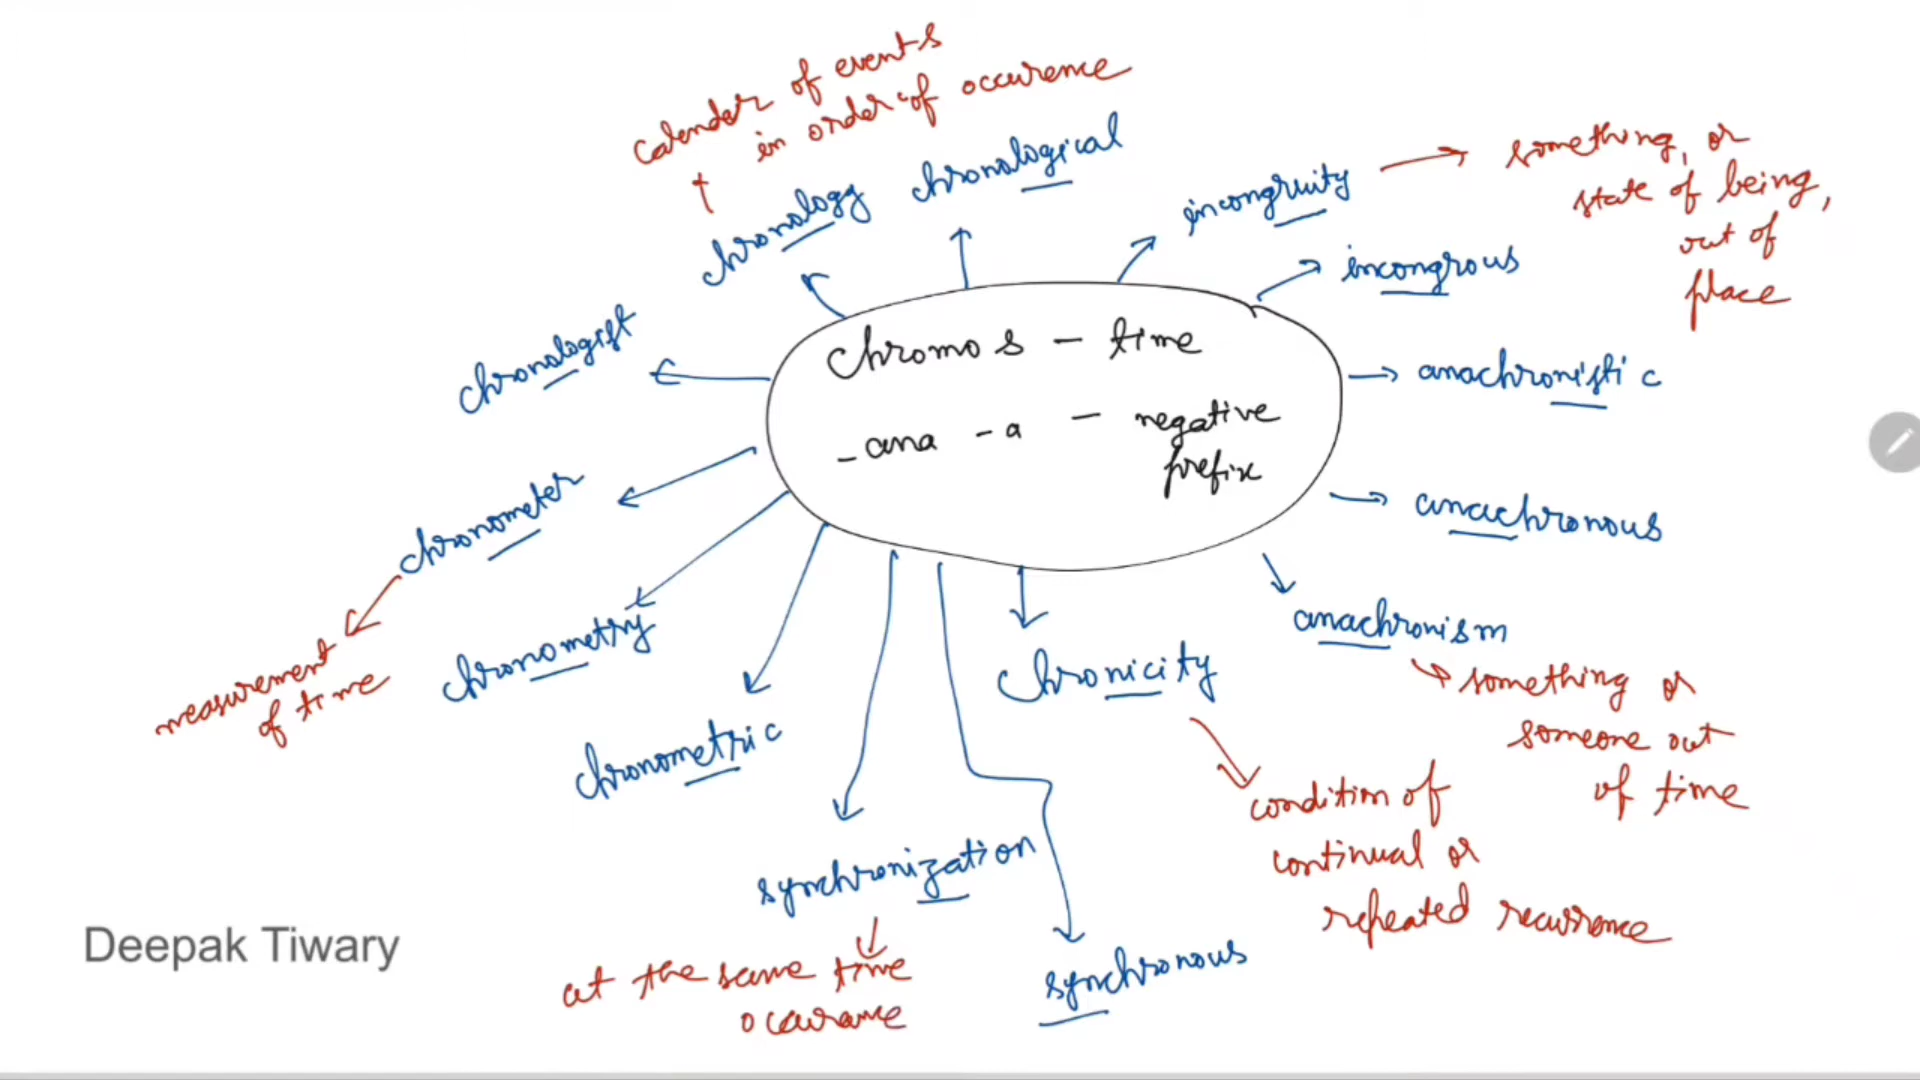 calender of events
in order of occurence
chronology
chronological
incongruity
something, or
state of being,
out of
place
incongrous
chronologist
chromos - time
anachronistic
-ana -a - negative
prefix
chronometer
anachronous
measurement
of time
chronometry
anachronism
something or
someone out
of time
chronicity
condition of
continual or
repeated recurrence
chronometric
synchronization
at the same time
occurance
synchronous
Deepak Tiwary